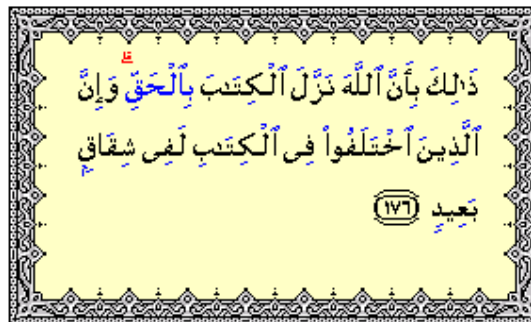 ذَٰلِكَ بِأَنَّ ٱللَّهَ نَزَّلَ ٱلْكِتَـٰبَ بِٱلْحَقِّ ۗ وَإِنَّ
ٱلَّذِينَ ٱخْتَلَفُوا۟ فِى ٱلْكِتَـٰبِ لَفِى شِقَاقٍۭ
بَعِيدٍ ١٧٦